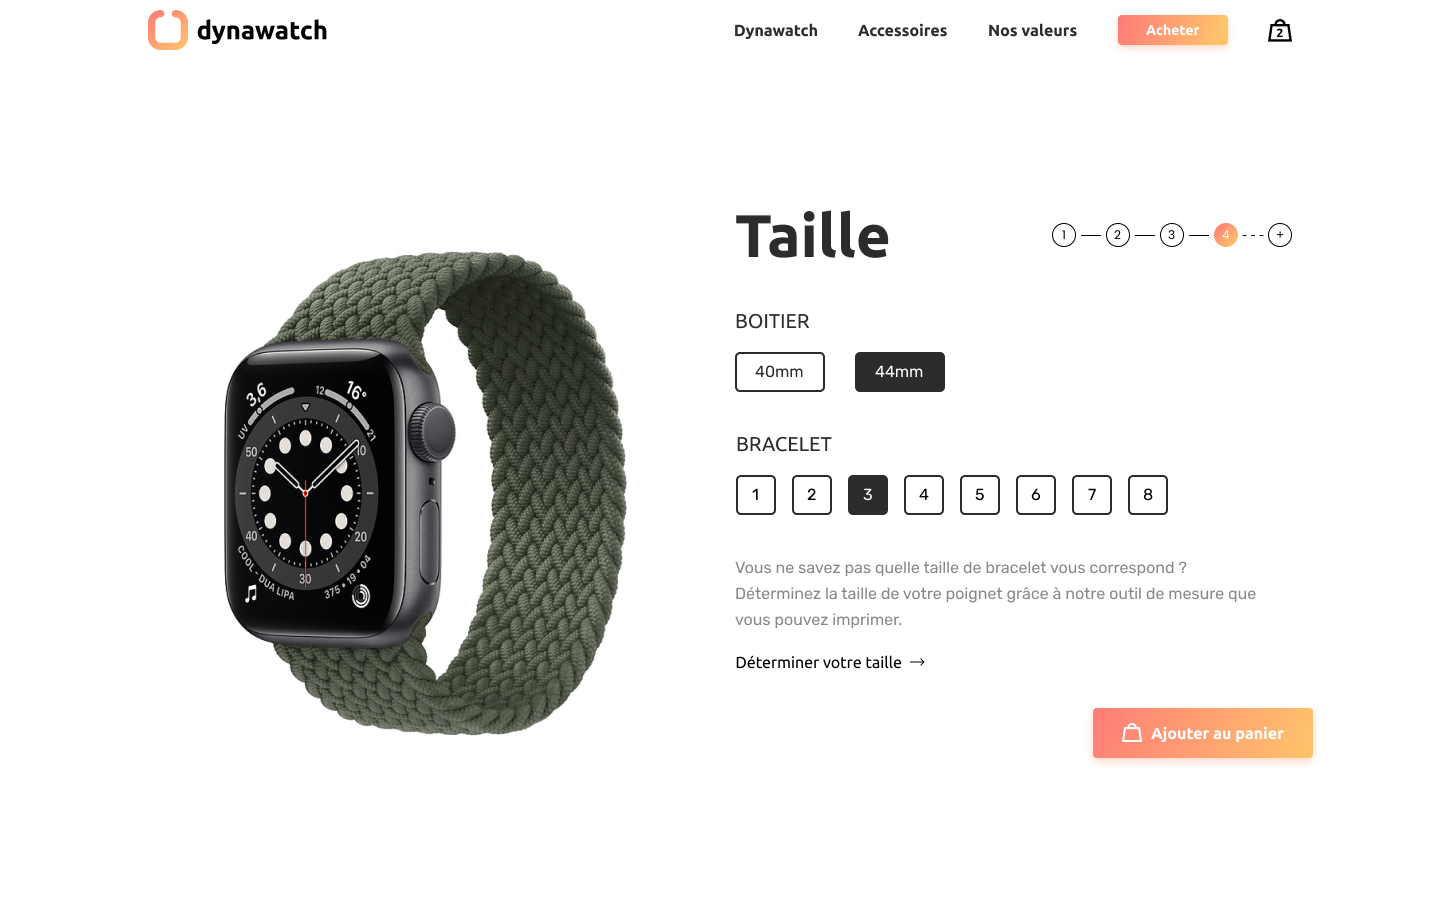 dynawatch
Dynawatch Accessoires Nos valeurs Acheter 2
Taille
1 2 3 4 +
BOITIER
40mm 44mm
BRACELET
1 2 3 4 5 6 7 8
Vous ne savez pas quelle taille de bracelet vous correspond ?
Déterminez la taille de votre poignet grâce à notre outil de mesure que
vous pouvez imprimer.
Déterminer votre taille →
Ajouter au panier
3,6 12 16°
UV 21
50 10
40 20
30
COOL – DUA LIPA 375 • 19 • 04